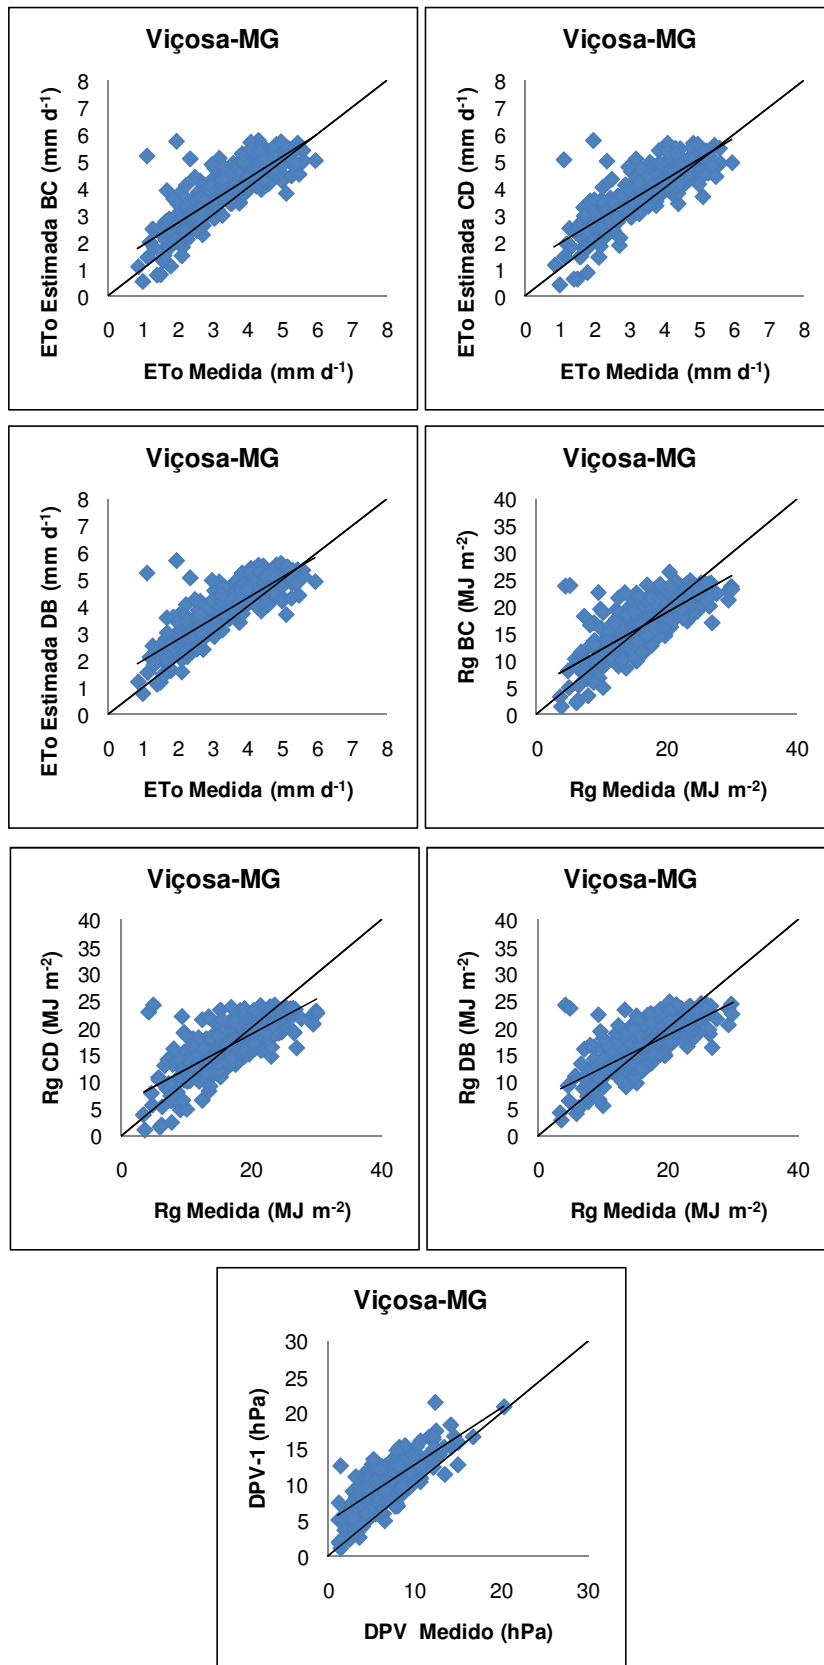 Viçosa-MG
ETo Estimada BC (mm d⁻¹)
8
7
6
5
4
3
2
1
0
0 1 2 3 4 5 6 7 8
ETo Medida (mm d⁻¹)
Viçosa-MG
ETo Estimada CD (mm d⁻¹)
8
7
6
5
4
3
2
1
0
0 1 2 3 4 5 6 7 8
ETo Medida (mm d⁻¹)
Viçosa-MG
ETo Estimada DB (mm d⁻¹)
8
7
6
5
4
3
2
1
0
0 1 2 3 4 5 6 7 8
ETo Medida (mm d⁻¹)
Viçosa-MG
Rg BC (MJ m⁻²)
40
35
30
25
20
15
10
5
0
0 20 40
Rg Medida (MJ m⁻²)
Viçosa-MG
Rg CD (MJ m⁻²)
40
35
30
25
20
15
10
5
0
0 20 40
Rg Medida (MJ m⁻²)
Viçosa-MG
Rg DB (MJ m⁻²)
40
35
30
25
20
15
10
5
0
0 20 40
Rg Medida (MJ m⁻²)
Viçosa-MG
DPV-1 (hPa)
30
25
20
15
10
5
0
0 10 20 30
DPV Medido (hPa)